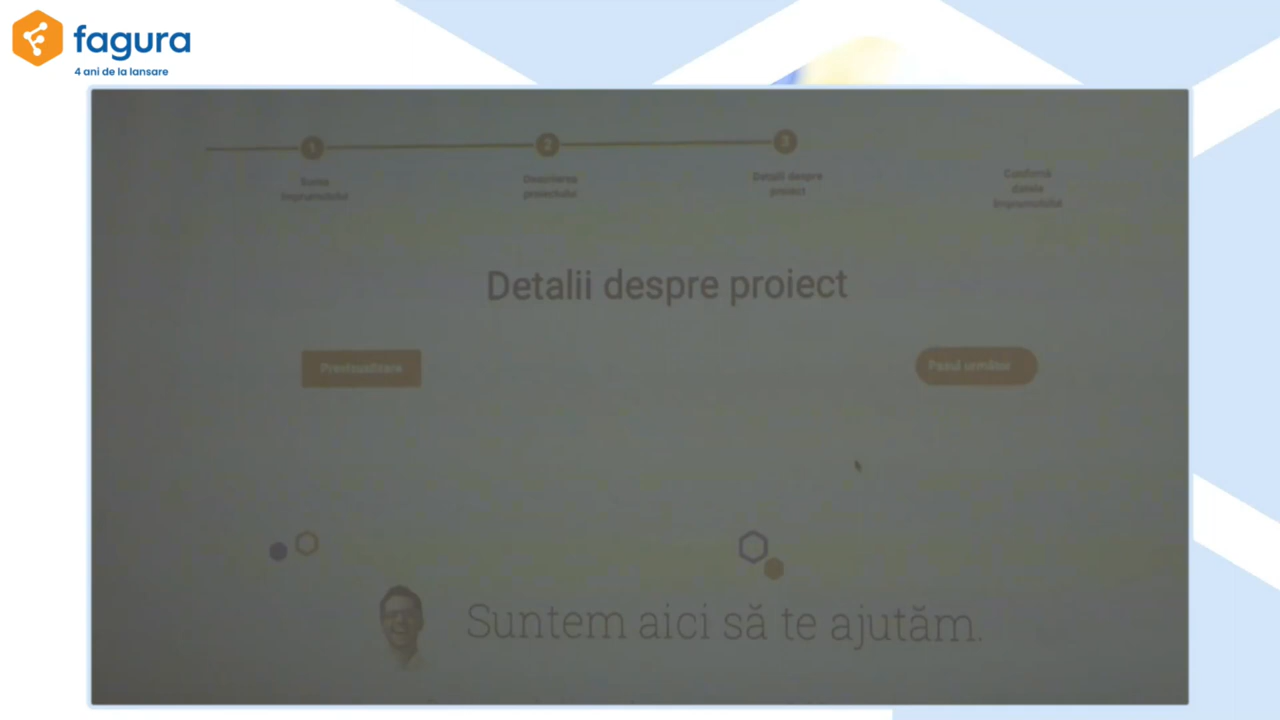 fagura
4 ani de la lansare
1
2
3
Suma
împrumutului
Descrierea
proiectului
Detalii despre
proiect
Confirmă
datele
împrumutului
Detalii despre proiect
Previzualizare
Pasul următor
Suntem aici să te ajutăm.